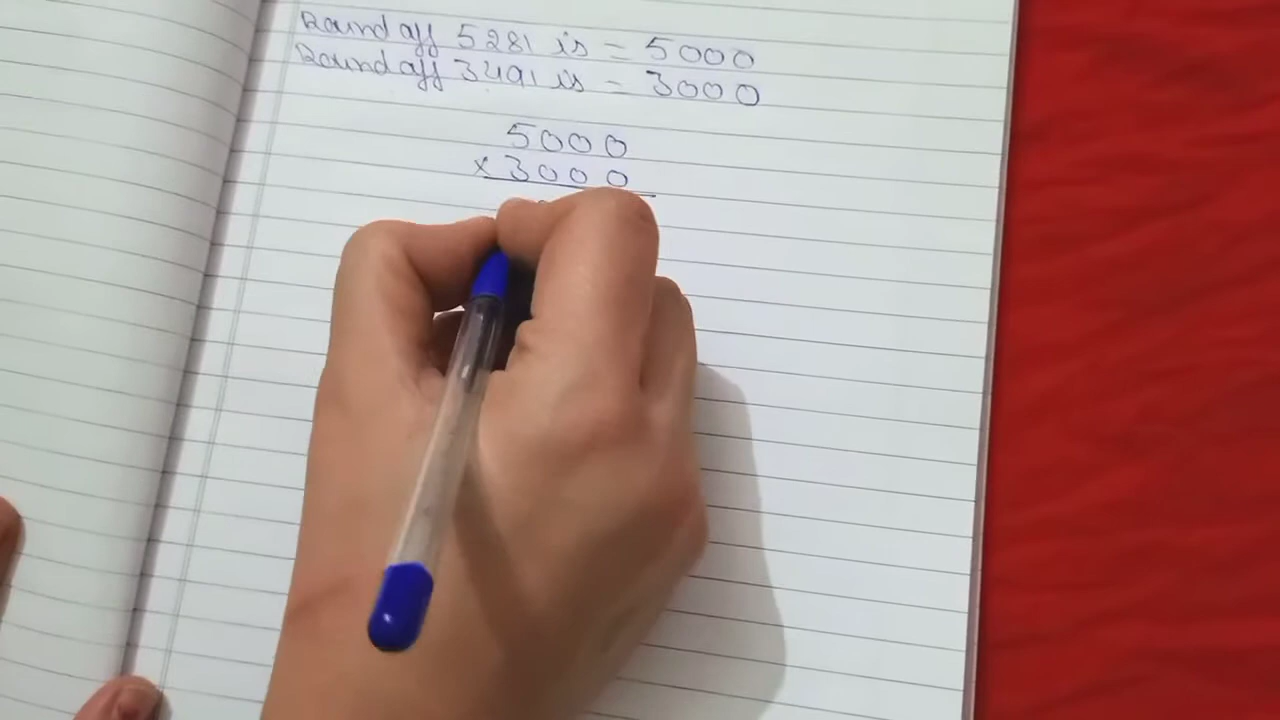 Round off 5281 is = 5000
Round off 3491 is = 3000
5000
x 3000